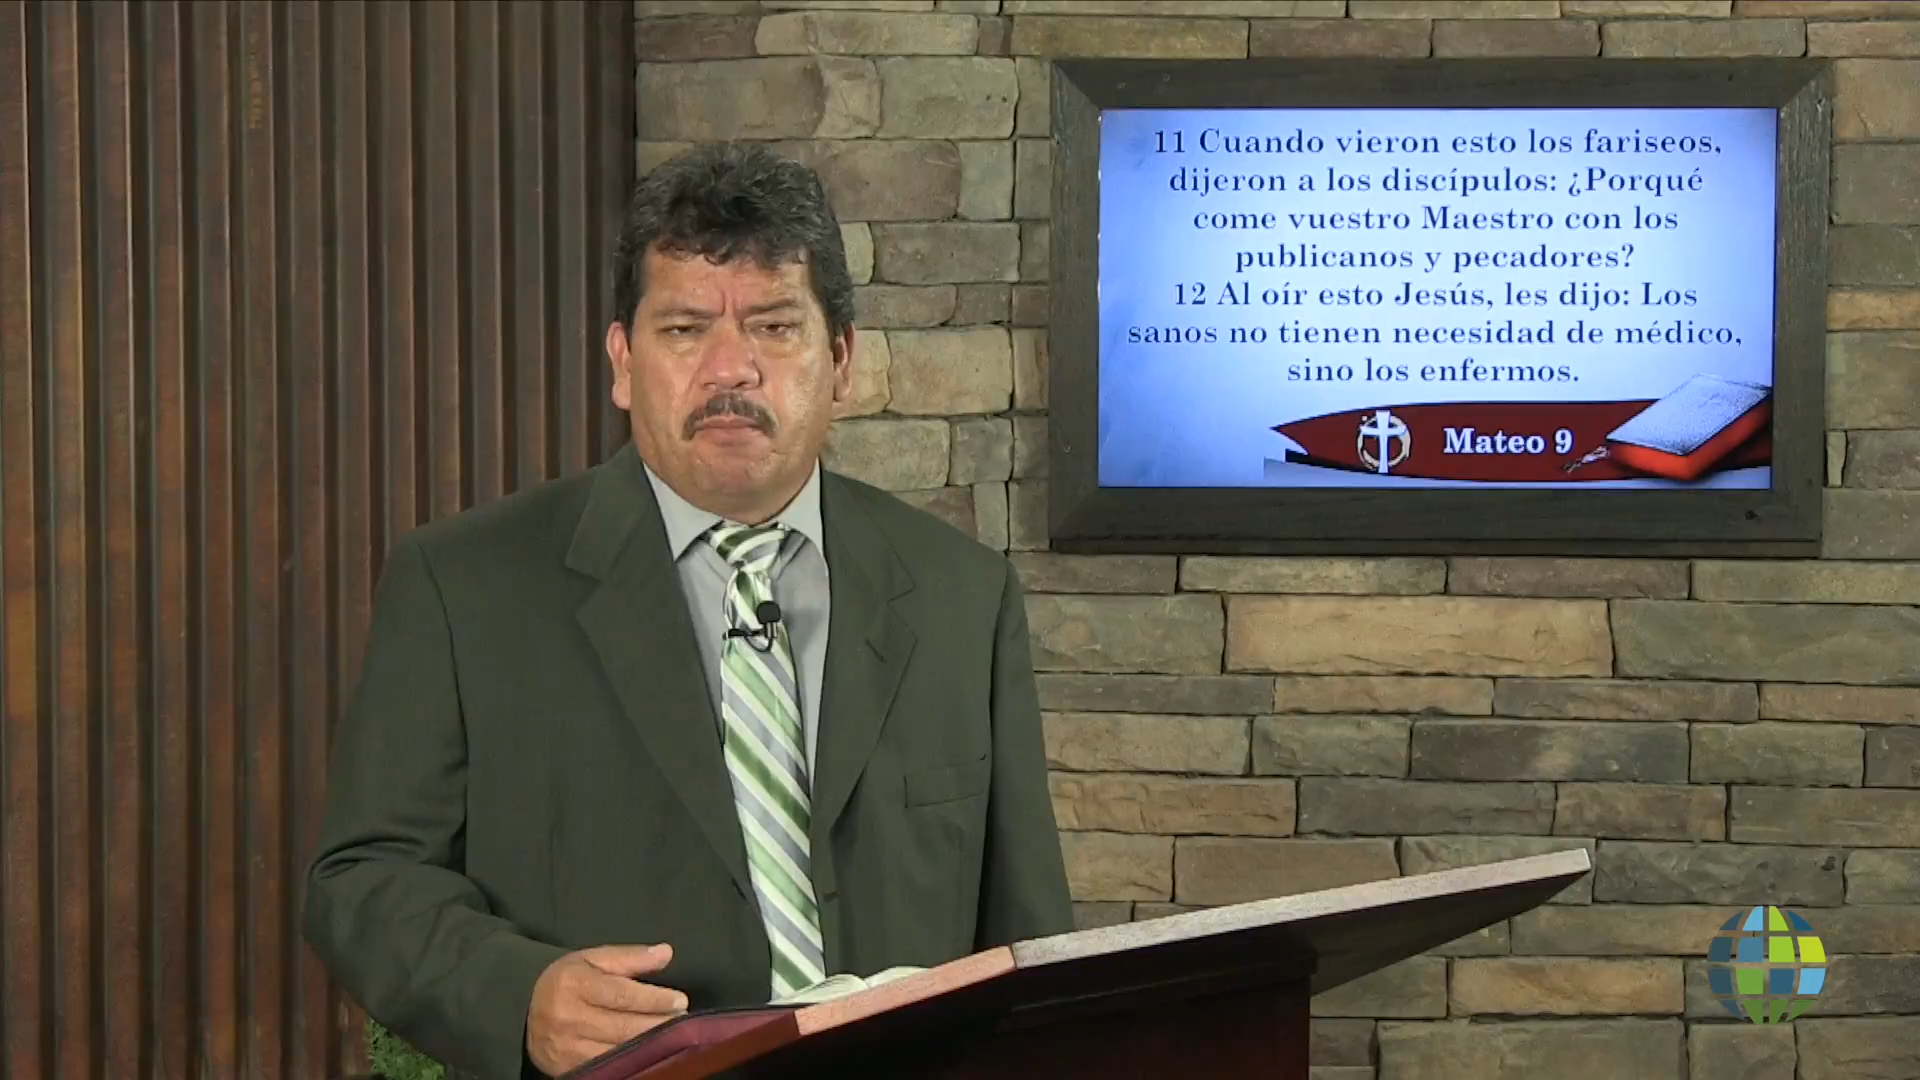 11 Cuando vieron esto los fariseos,
dijeron a los discípulos: ¿Porqué
come vuestro Maestro con los
publicanos y pecadores?
12 Al oír esto Jesús, les dijo: Los
sanos no tienen necesidad de médico,
sino los enfermos.
Mateo 9